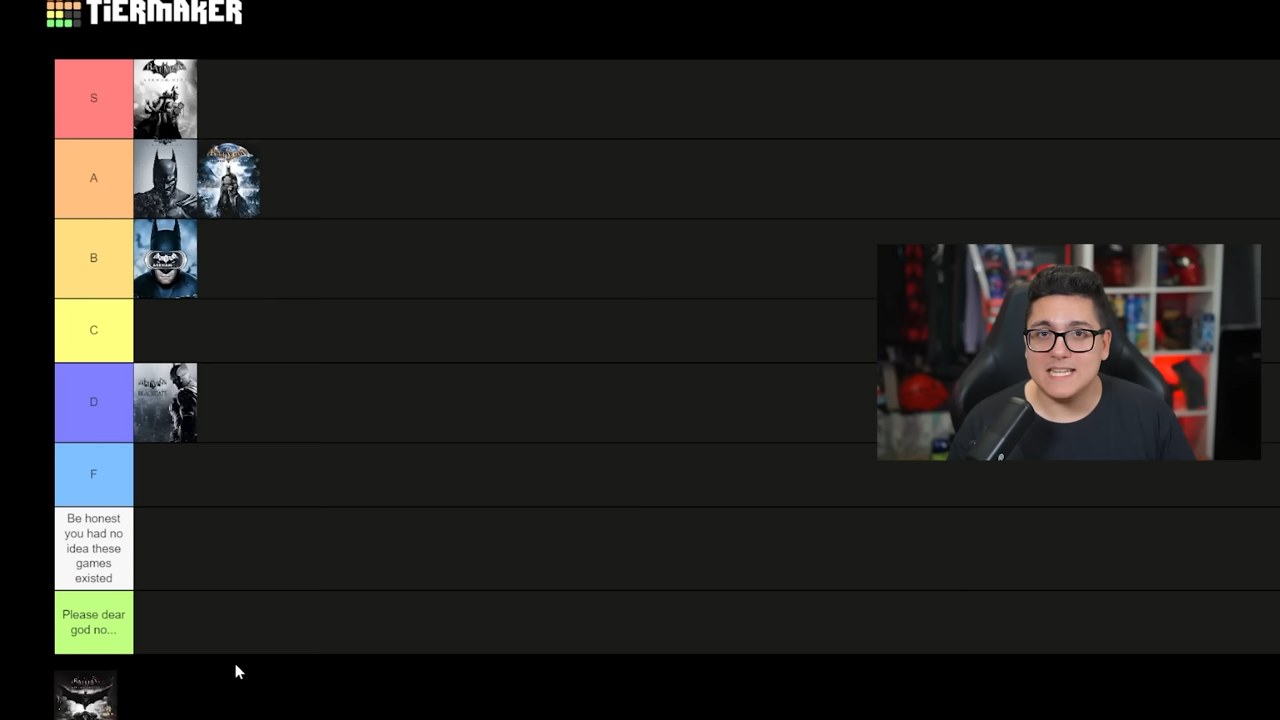 TiERMAKER
S
A
B
C
D
F
Be honest
you had no
idea these
games
existed
Please dear
god no...